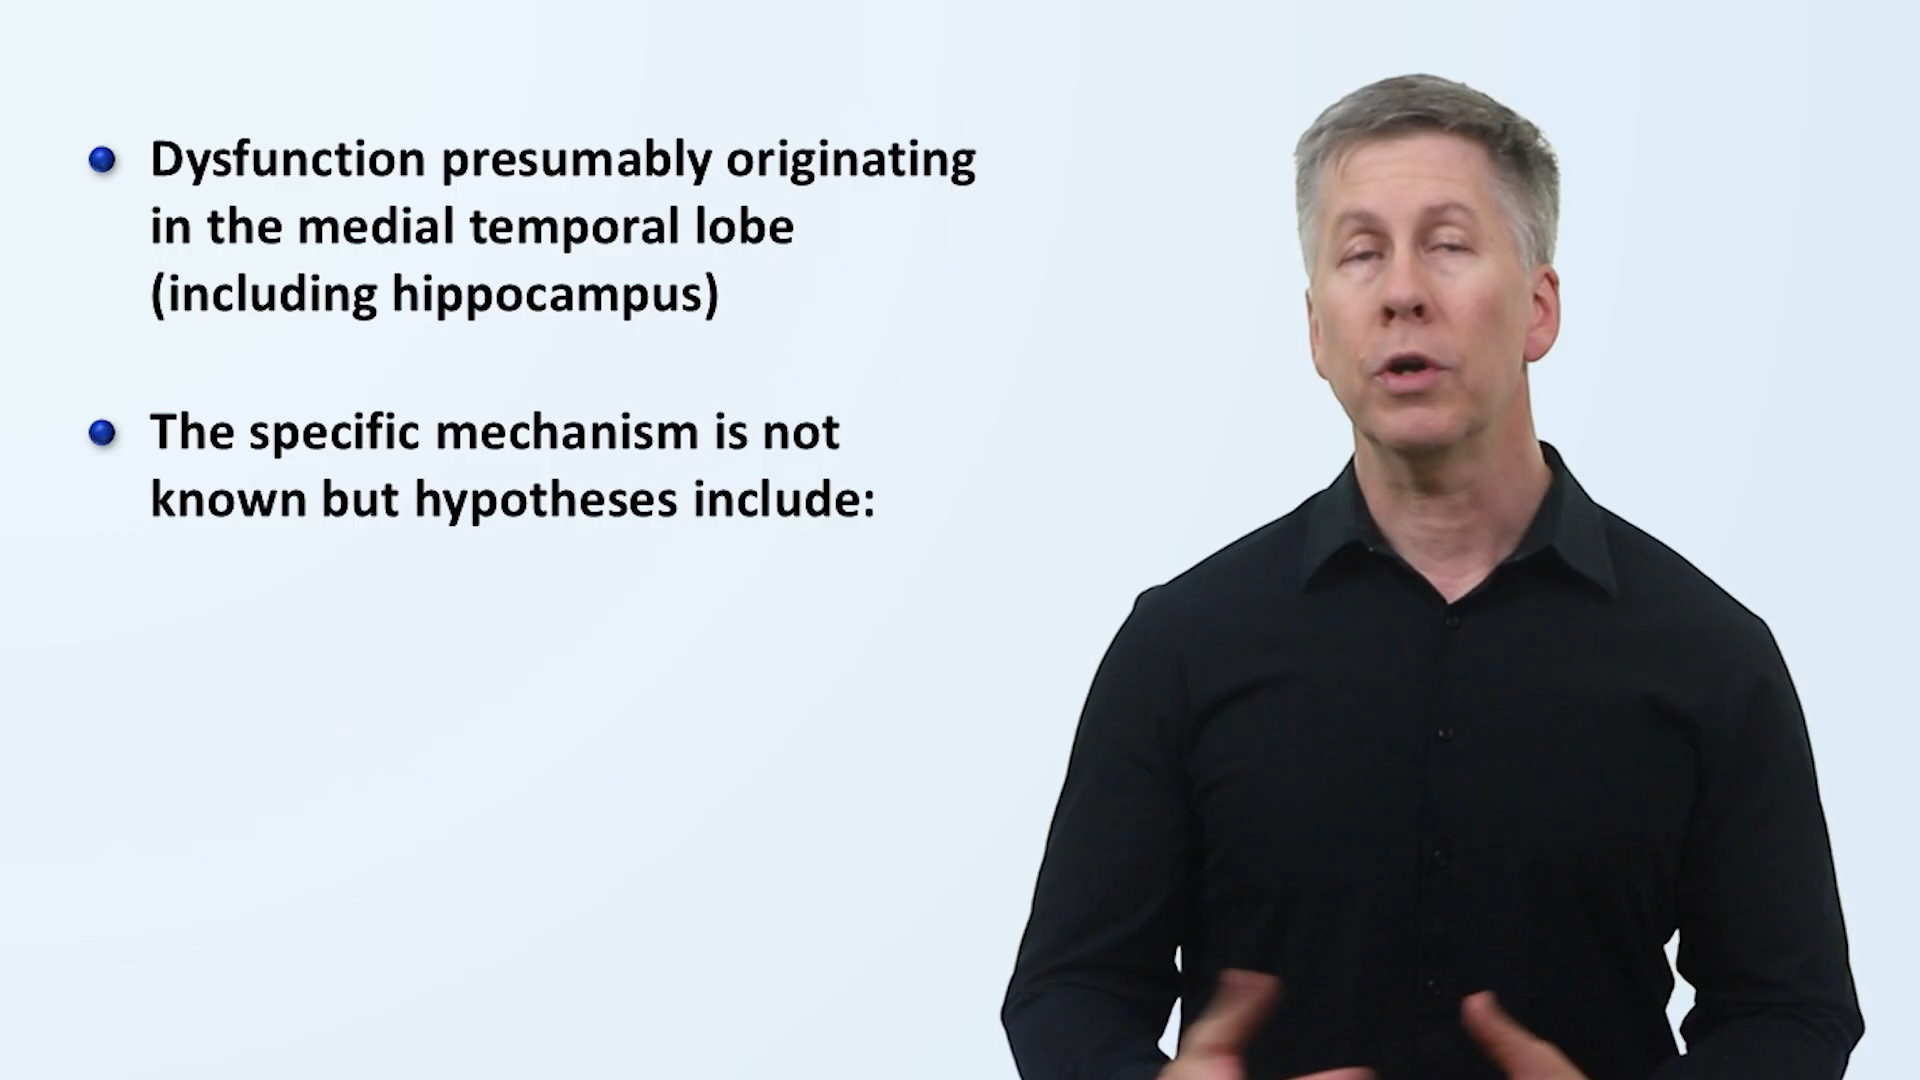 Dysfunction presumably originating
in the medial temporal lobe
(including hippocampus)
The specific mechanism is not
known but hypotheses include: